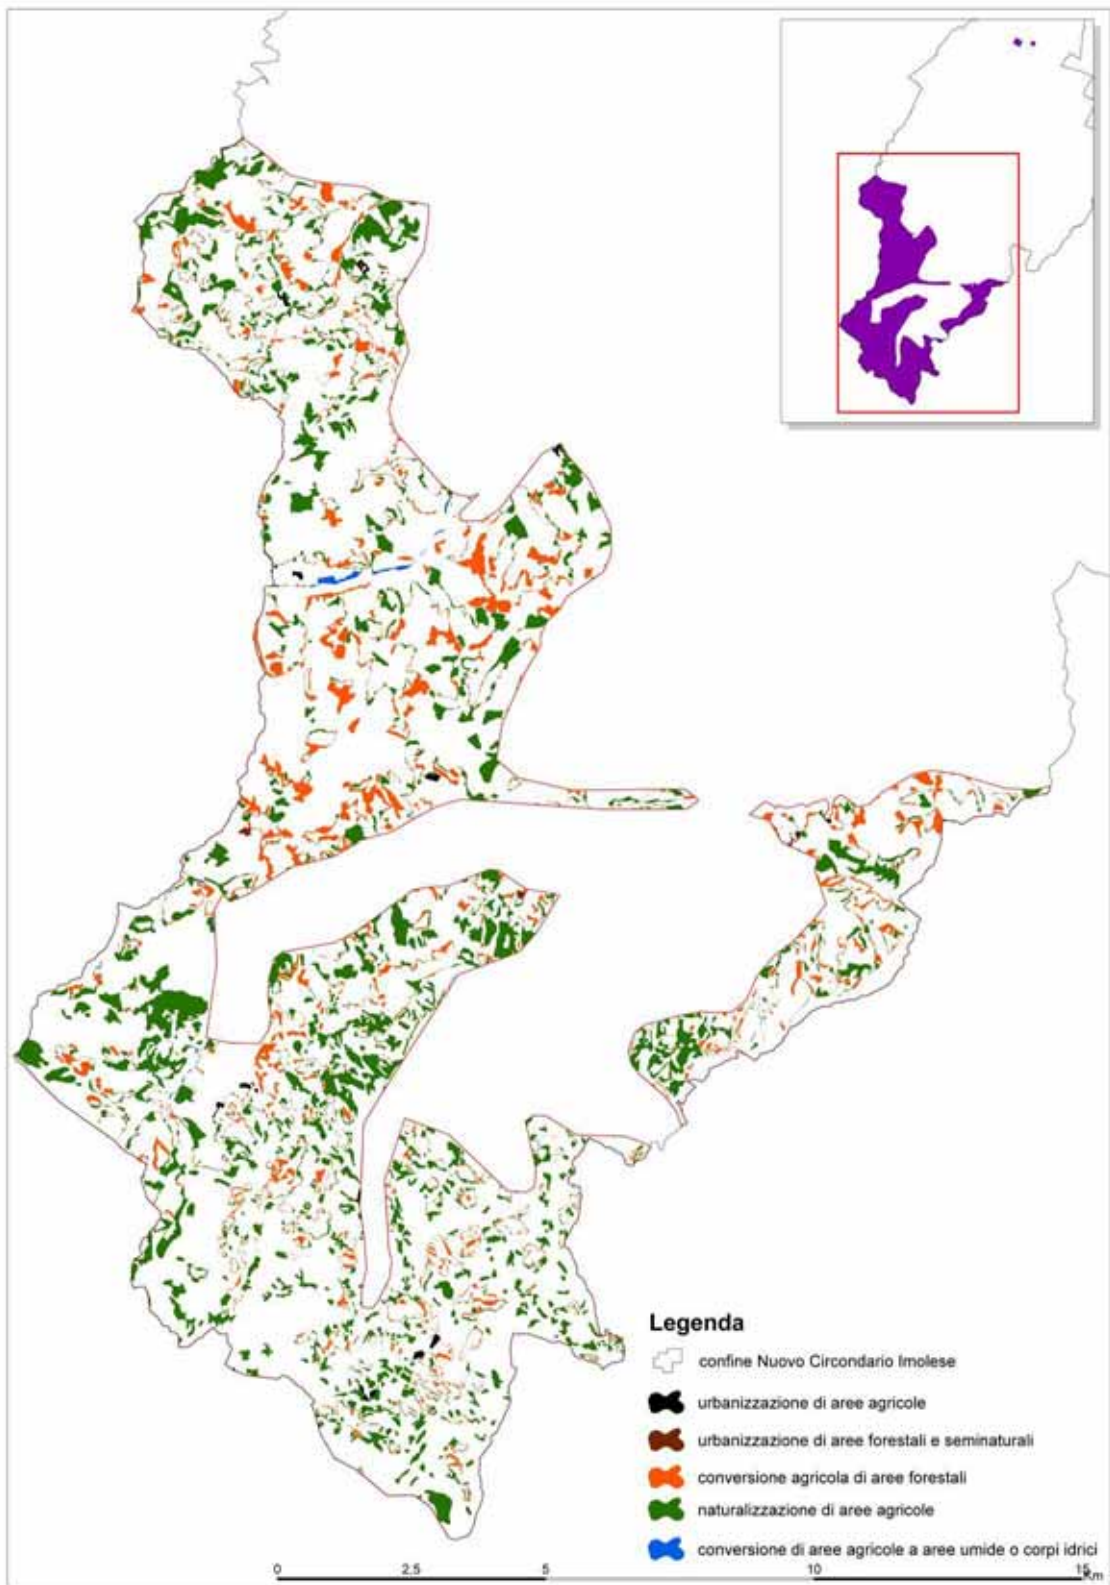 Legenda
confine Nuovo Circondario Imolese
urbanizzazione di aree agricole
urbanizzazione di aree forestali e seminaturali
conversione agricola di aree forestali
naturalizzazione di aree agricole
conversione di aree agricole a aree umide o corpi idrici
0 2.5 5 10 15
Km